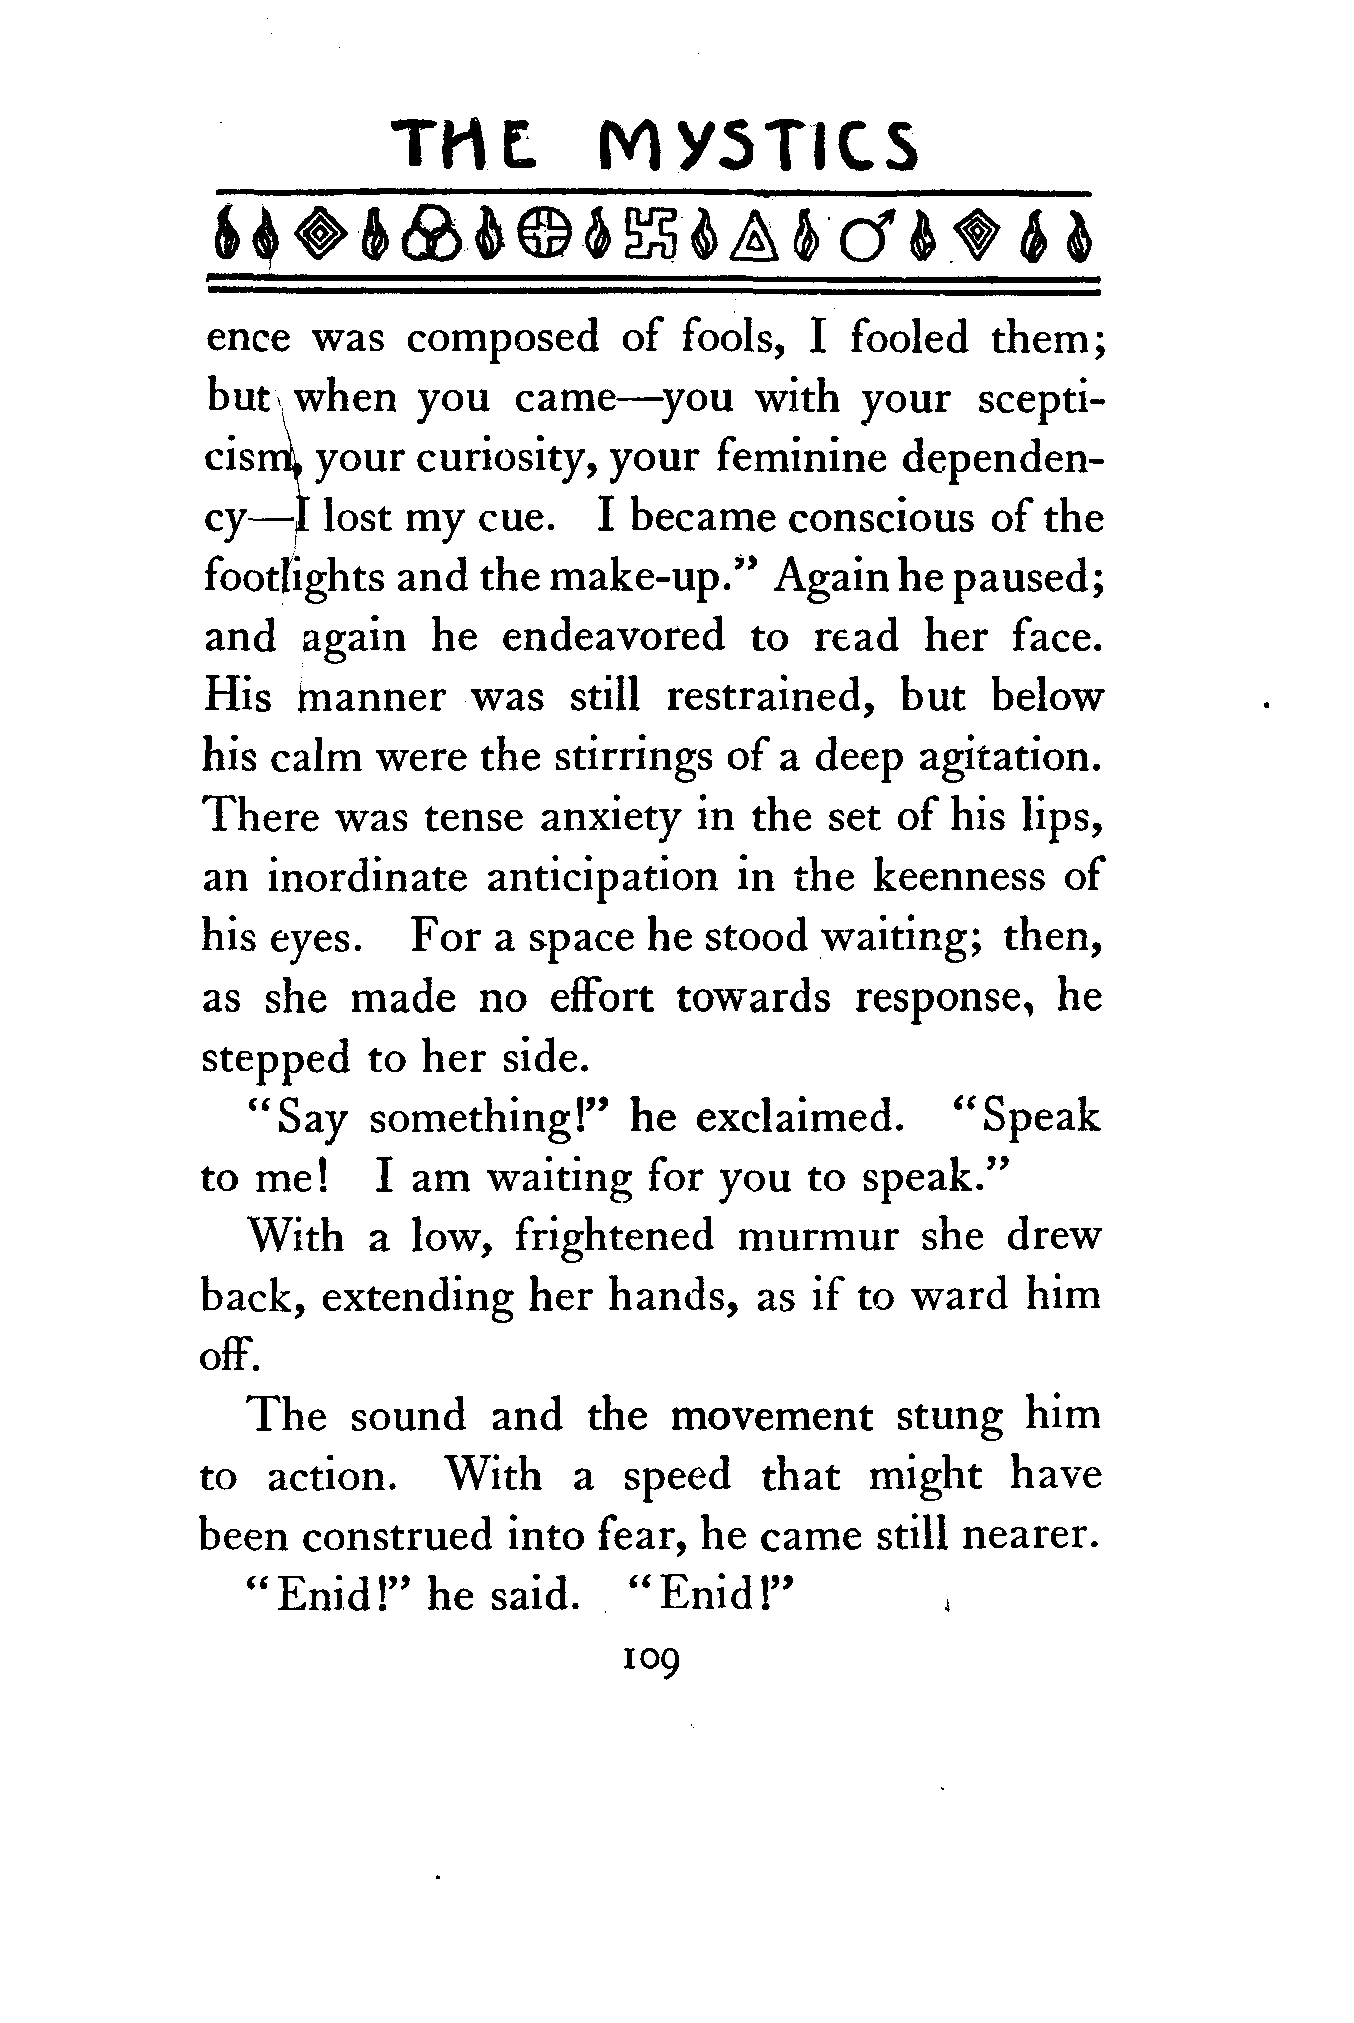 THE MYSTICS
ence was composed of fools, I fooled them;
but when you came—you with your scepti-
cism, your curiosity, your feminine dependen-
cy—I lost my cue. I became conscious of the
footlights and the make-up.” Again he paused;
and again he endeavored to read her face.
His manner was still restrained, but below
his calm were the stirrings of a deep agitation.
There was tense anxiety in the set of his lips,
an inordinate anticipation in the keenness of
his eyes. For a space he stood waiting; then,
as she made no effort towards response, he
stepped to her side.
“Say something!” he exclaimed. “Speak
to me! I am waiting for you to speak.”
With a low, frightened murmur she drew
back, extending her hands, as if to ward him
off.
The sound and the movement stung him
to action. With a speed that might have
been construed into fear, he came still nearer.
“Enid!” he said. “Enid!”
109